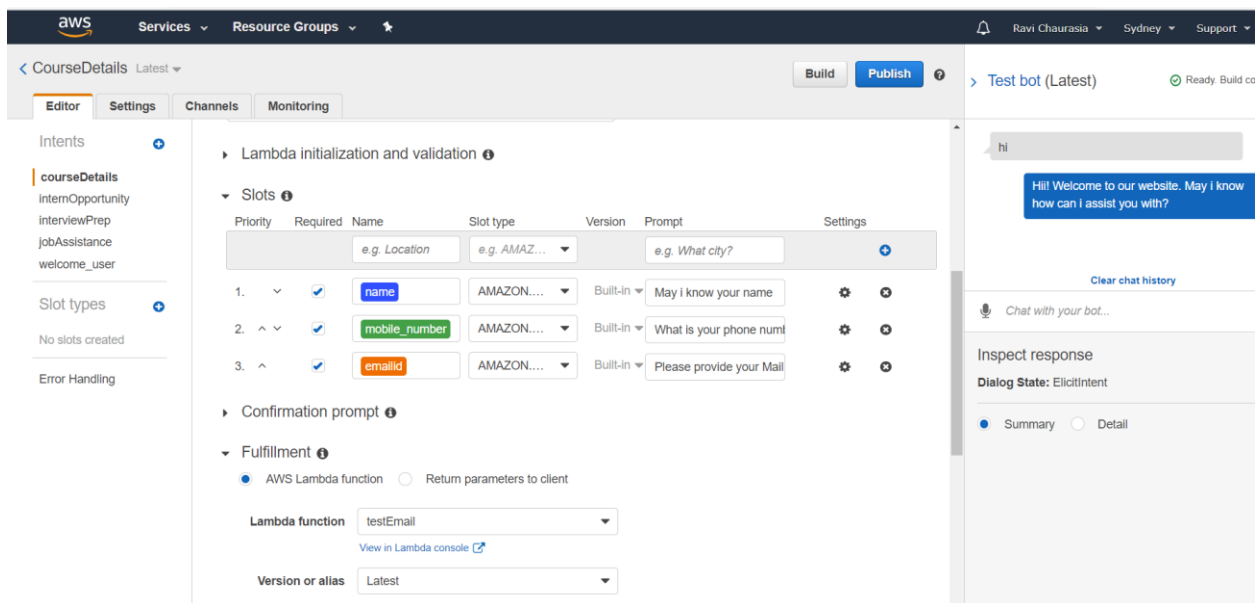 aws Services Resource Groups Ravi Chaurasia Sydney Support
CourseDetails Latest Build Publish
Test bot (Latest) Ready. Build co
Editor Settings Channels Monitoring
Intents
courseDetails
internOpportunity
interviewPrep
jobAssistance
welcome_user
Slot types
No slots created
Error Handling
Lambda initialization and validation
Slots
Priority Required Name Slot type Version Prompt Settings
e.g. Location e.g. AMAZ... e.g. What city?
1. name AMAZON.... Built-in May i know your name
2. mobile_number AMAZON.... Built-in What is your phone numb
3. emailid AMAZON.... Built-in Please provide your Mail
Confirmation prompt
Fulfillment
AWS Lambda function Return parameters to client
Lambda function testEmail
View in Lambda console
Version or alias Latest
hi
Hii! Welcome to our website. May i know
how can i assist you with?
Clear chat history
Chat with your bot...
Inspect response
Dialog State: ElicitIntent
Summary Detail